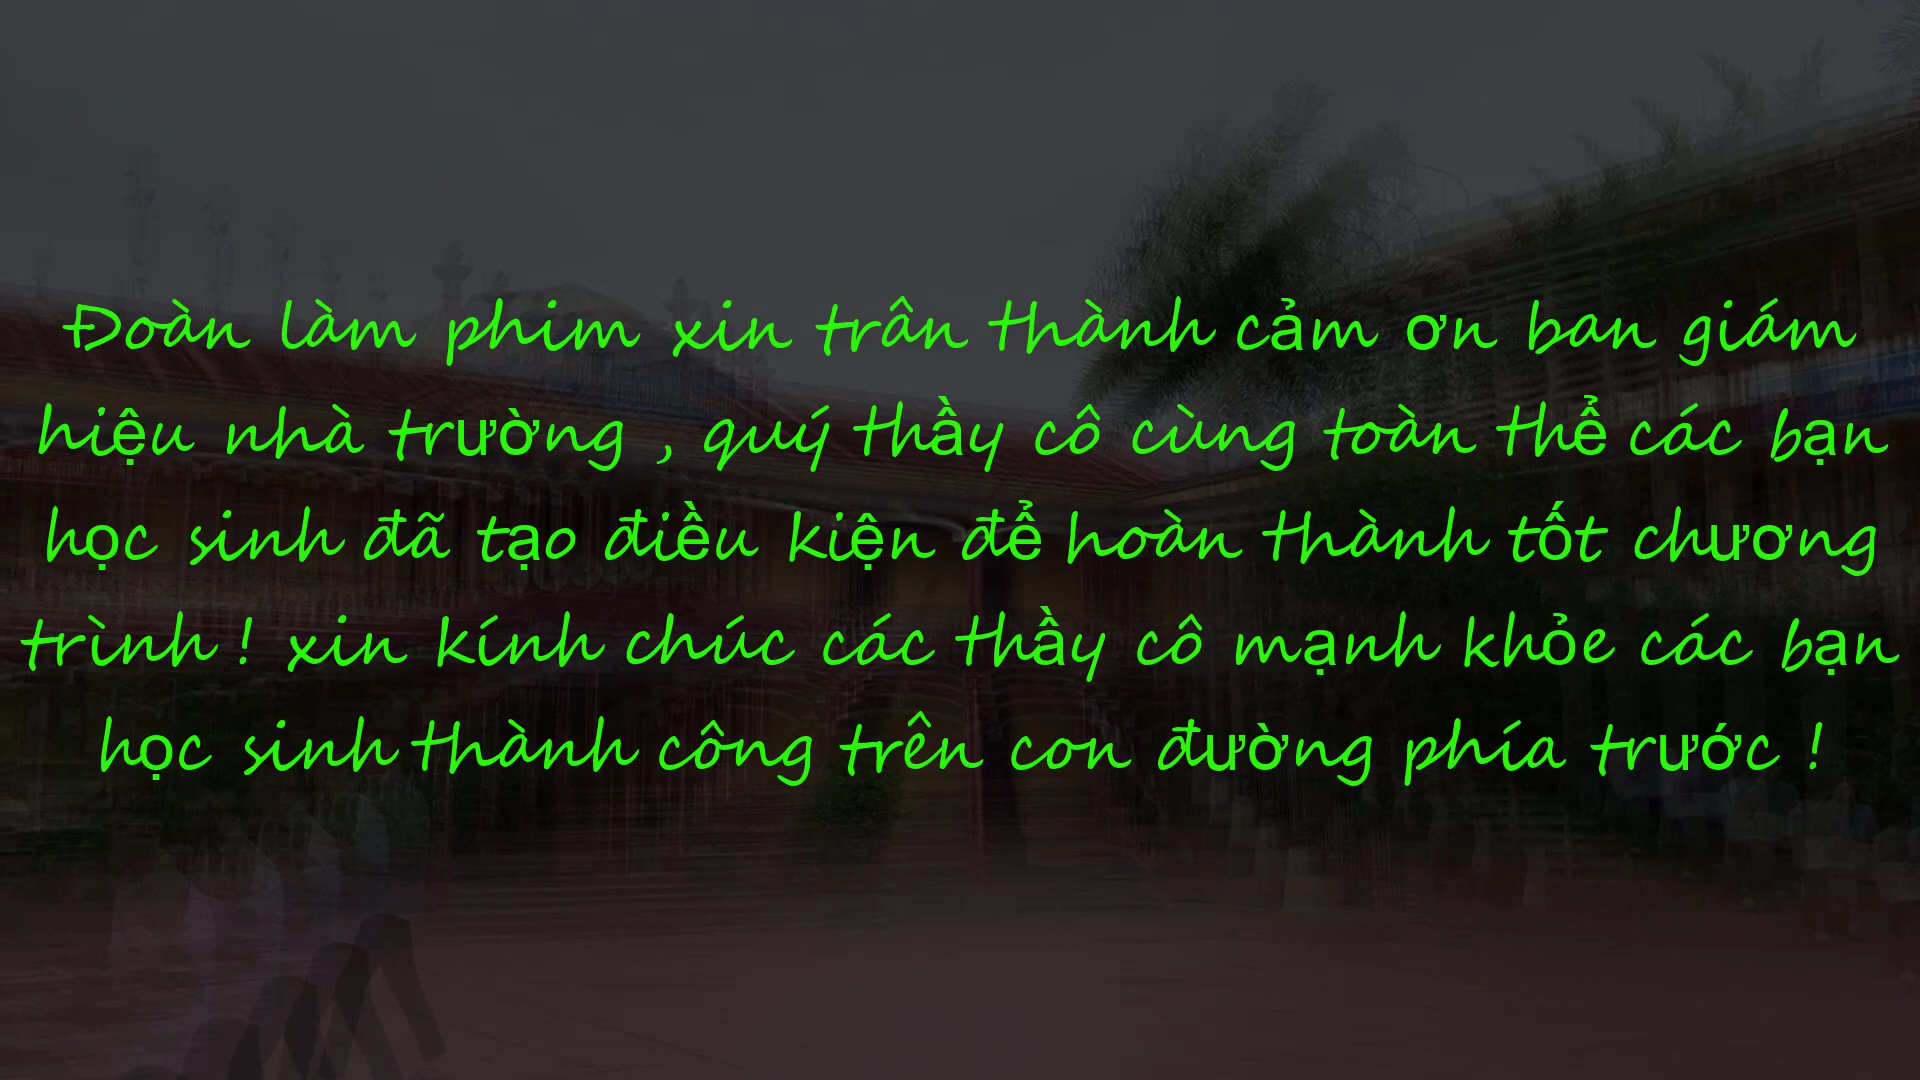 Đoàn làm phim xin trân thành cảm ơn ban giám
hiệu nhà trường , quý thầy cô cùng toàn thể các bạn
học sinh đã tạo điều kiện để hoàn thành tốt chương
trình ! xin kính chúc các thầy cô mạnh khỏe các bạn
học sinh thành công trên con đường phía trước !